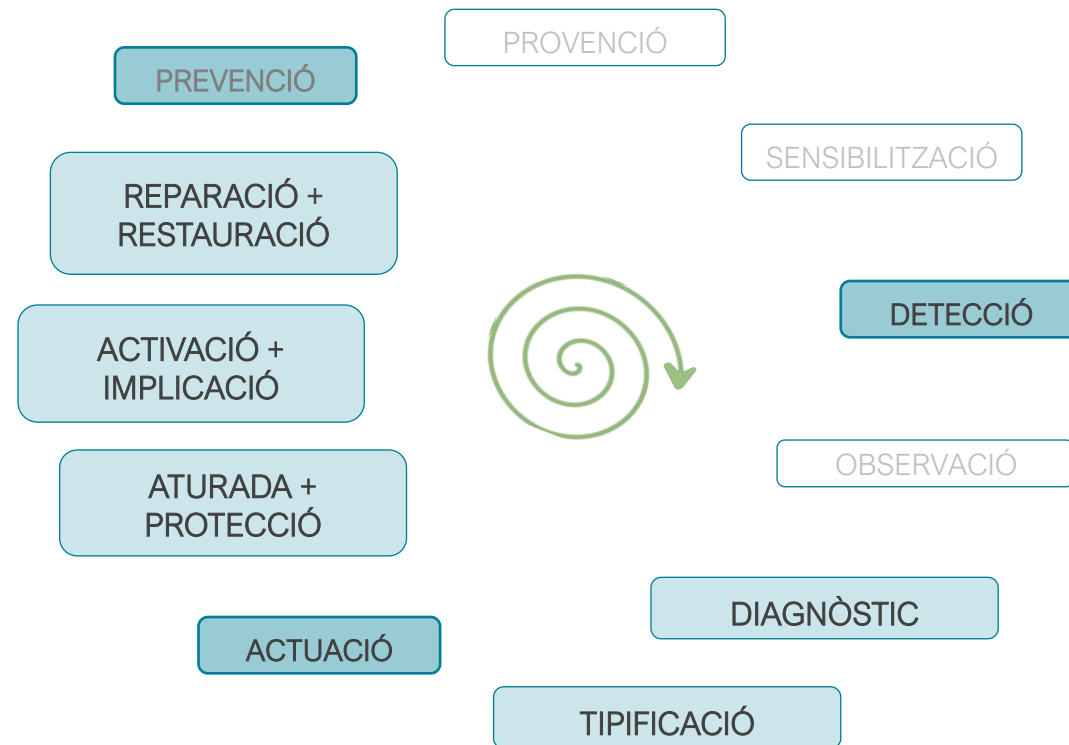 PROVENCIÓ
PREVENCIÓ
SENSIBILITZACIÓ
REPARACIÓ +
RESTAURACIÓ
DETECCIÓ
ACTIVACIÓ +
IMPLICACIÓ
OBSERVACIÓ
ATURADA +
PROTECCIÓ
DIAGNÒSTIC
ACTUACIÓ
TIPIFICACIÓ